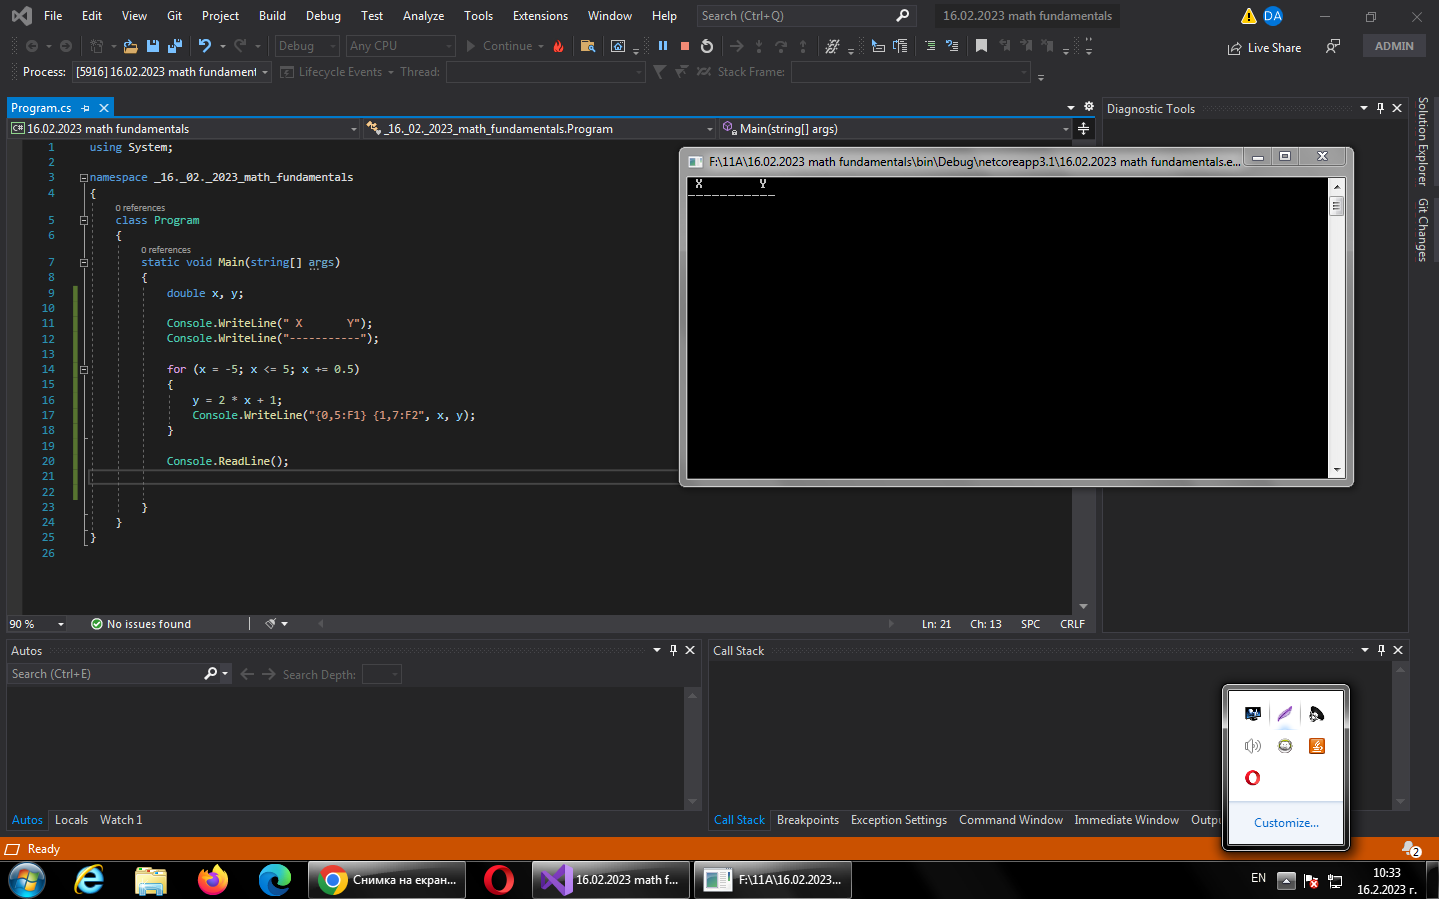 File Edit View Git Project Build Debug Test Analyze Tools Extensions Window Help Search (Ctrl+Q) 16.02.2023 math fundamentals DA
Debug Any CPU Continue Live Share ADMIN
Process: [5916] 16.02.2023 math fundament Lifecycle Events Thread: Stack Frame:
Program.cs
16.02.2023 math fundamentals _16._02._2023_math_fundamentals.Program Main(string[] args)
1 using System;
2
3 namespace _16._02._2023_math_fundamentals
4 {
0 references
5 class Program
6 {
0 references
7 static void Main(string[] args)
8 {
9 double x, y;
10
11 Console.WriteLine(" X       Y");
12 Console.WriteLine("-----------");
13
14 for (x = -5; x <= 5; x += 0.5)
15 {
16 y = 2 * x + 1;
17 Console.WriteLine("{0,5:F1} {1,7:F2", x, y);
18 }
19
20 Console.ReadLine();
21
22
23 }
24 }
25 }
26
90 % No issues found Ln: 21 Ch: 13 SPC CRLF
F:\11A\16.02.2023 math fundamentals\bin\Debug\netcoreapp3.1\16.02.2023 math fundamentals.e...
X       Y
-----------
Diagnostic Tools
Solution Explorer
Git Changes
Autos
Search (Ctrl+E) Search Depth:
Autos Locals Watch 1
Call Stack
Call Stack Breakpoints Exception Settings Command Window Immediate Window Outpu
Customize...
Ready 2
Снимка на екран... 16.02.2023 math f... F:\11A\16.02.2023... EN 10:33
16.2.2023 г.